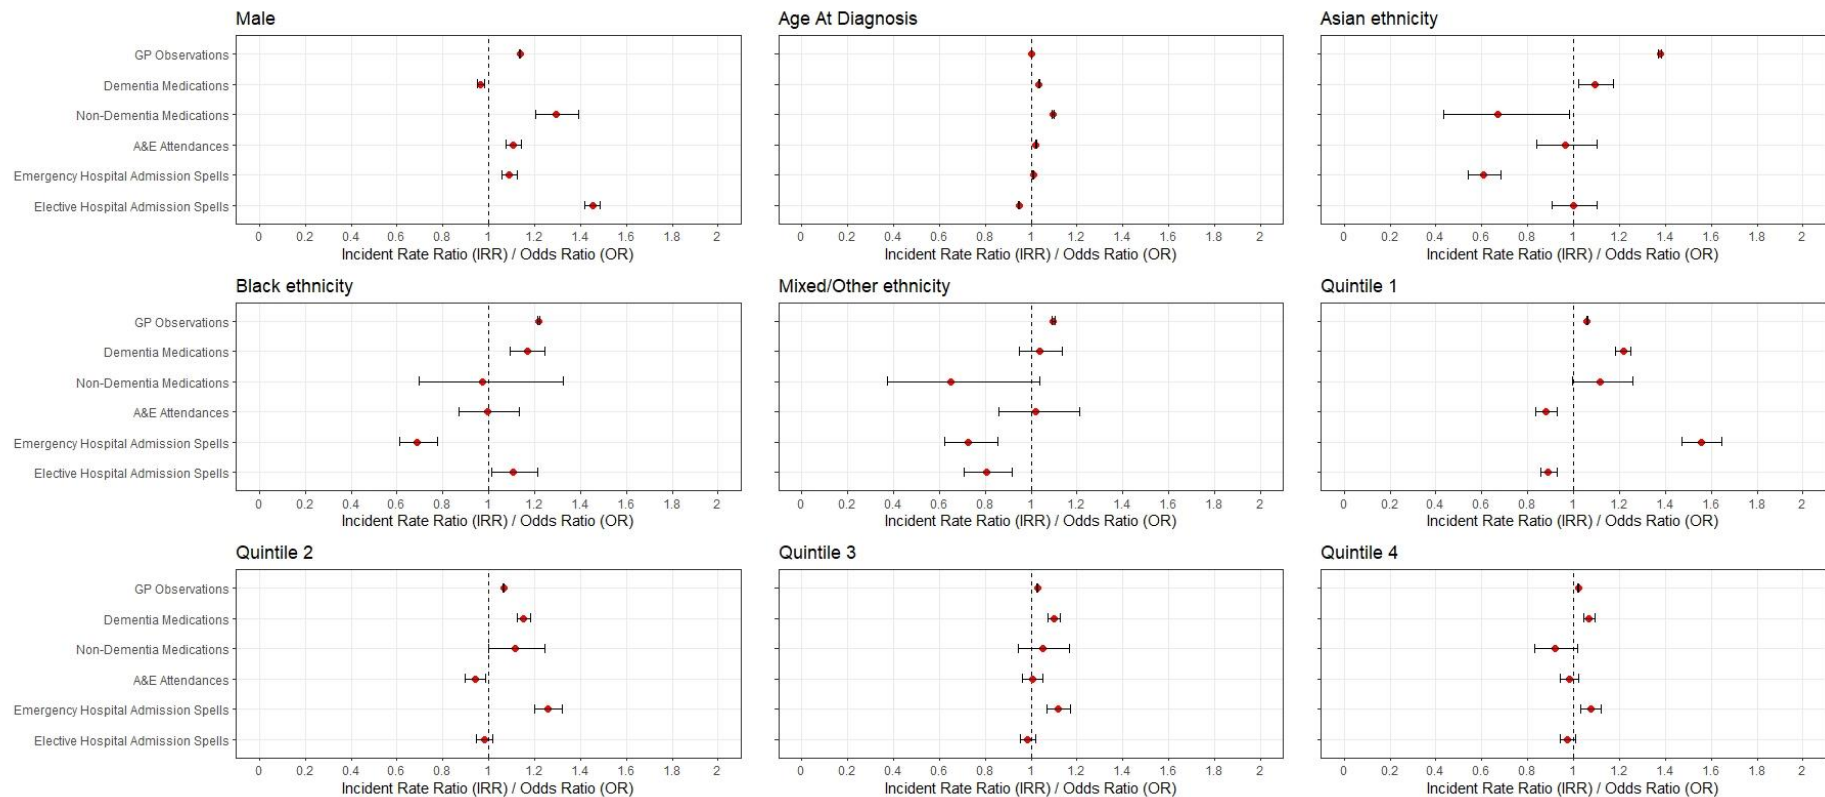 Male
Age At Diagnosis
Asian ethnicity
GP Observations
Dementia Medications
Non-Dementia Medications
A&E Attendances
Emergency Hospital Admission Spells
Elective Hospital Admission Spells
0 0.2 0.4 0.6 0.8 1 1.2 1.4 1.6 1.8 2
0 0.2 0.4 0.6 0.8 1 1.2 1.4 1.6 1.8 2
0 0.2 0.4 0.6 0.8 1 1.2 1.4 1.6 1.8 2
Incident Rate Ratio (IRR) / Odds Ratio (OR)
Incident Rate Ratio (IRR) / Odds Ratio (OR)
Incident Rate Ratio (IRR) / Odds Ratio (OR)
Black ethnicity
Mixed/Other ethnicity
Quintile 1
GP Observations
Dementia Medications
Non-Dementia Medications
A&E Attendances
Emergency Hospital Admission Spells
Elective Hospital Admission Spells
0 0.2 0.4 0.6 0.8 1 1.2 1.4 1.6 1.8 2
0 0.2 0.4 0.6 0.8 1 1.2 1.4 1.6 1.8 2
0 0.2 0.4 0.6 0.8 1 1.2 1.4 1.6 1.8 2
Incident Rate Ratio (IRR) / Odds Ratio (OR)
Incident Rate Ratio (IRR) / Odds Ratio (OR)
Incident Rate Ratio (IRR) / Odds Ratio (OR)
Quintile 2
Quintile 3
Quintile 4
GP Observations
Dementia Medications
Non-Dementia Medications
A&E Attendances
Emergency Hospital Admission Spells
Elective Hospital Admission Spells
0 0.2 0.4 0.6 0.8 1 1.2 1.4 1.6 1.8 2
0 0.2 0.4 0.6 0.8 1 1.2 1.4 1.6 1.8 2
0 0.2 0.4 0.6 0.8 1 1.2 1.4 1.6 1.8 2
Incident Rate Ratio (IRR) / Odds Ratio (OR)
Incident Rate Ratio (IRR) / Odds Ratio (OR)
Incident Rate Ratio (IRR) / Odds Ratio (OR)